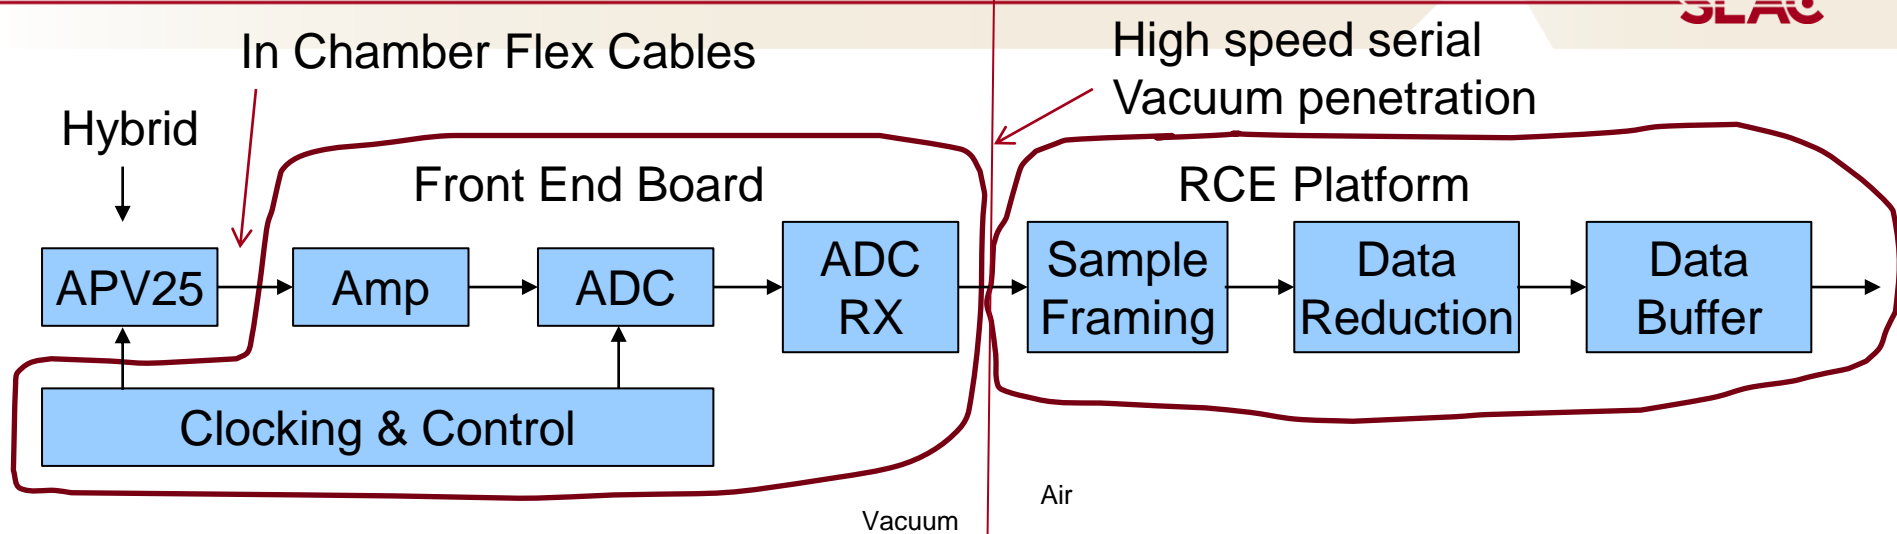 SLAC
In Chamber Flex Cables
High speed serial
Vacuum penetration
Hybrid
Front End Board
RCE Platform
APV25
Amp
ADC
ADC
RX
Sample
Framing
Data
Reduction
Data
Buffer
Clocking & Control
Air
Vacuum